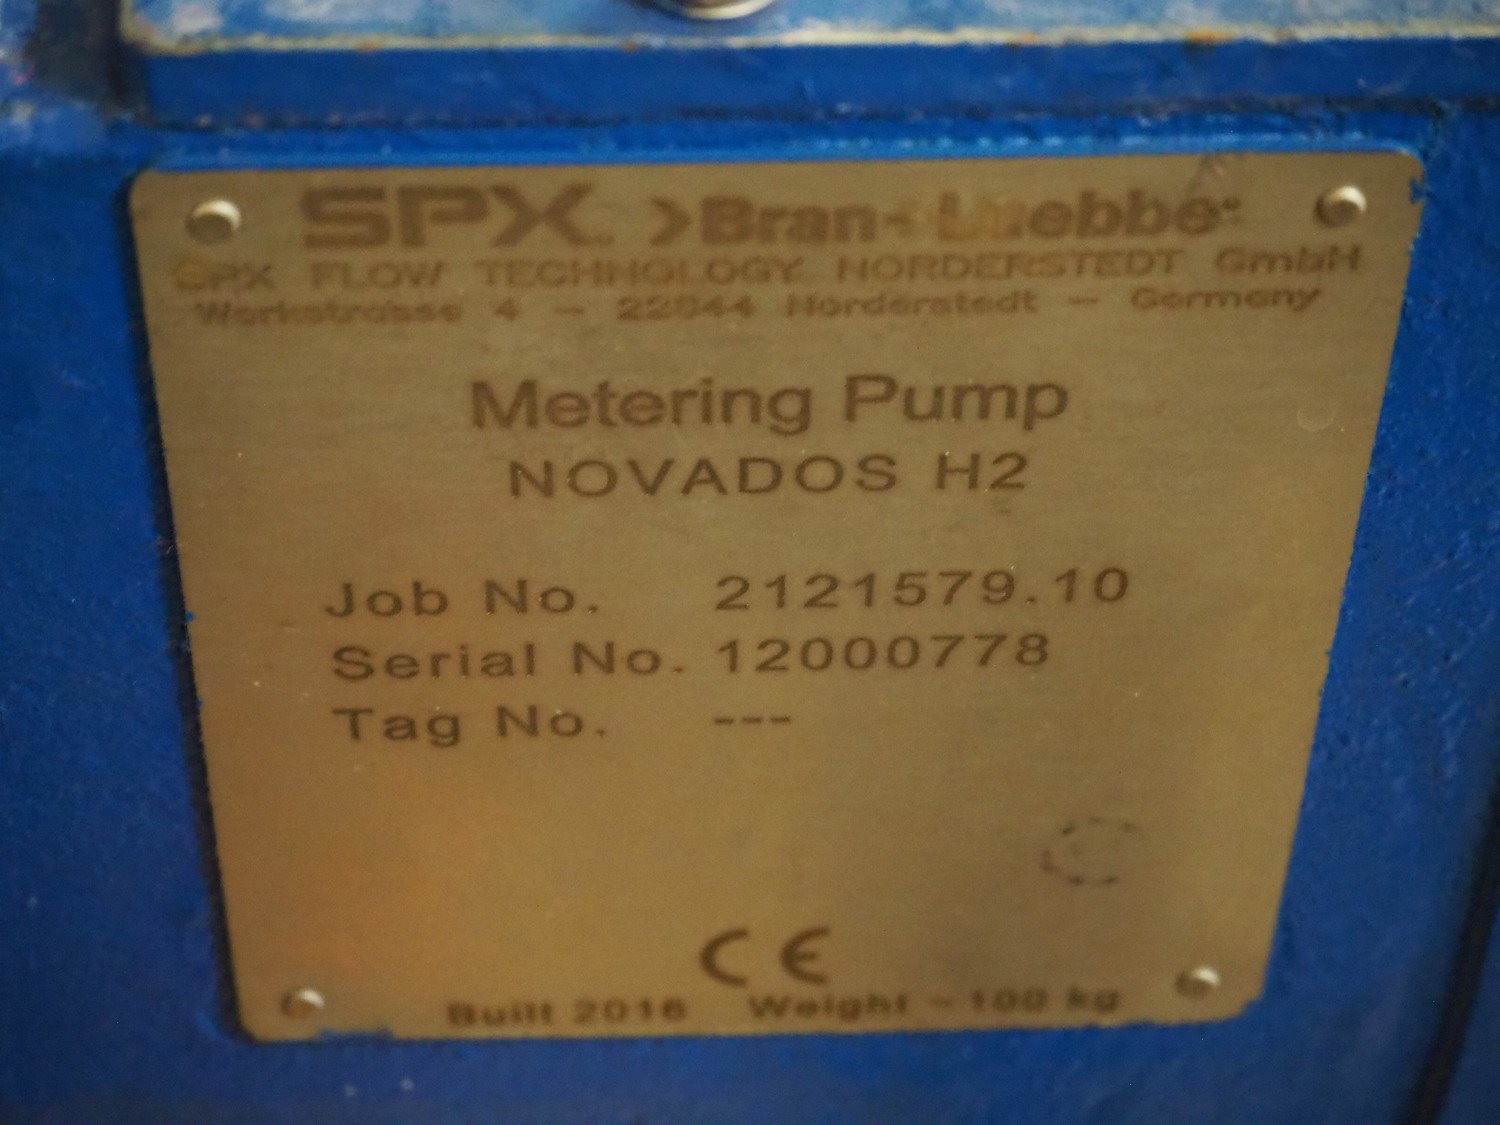 SPX >Bran+Luebbe
SPX FLOW TECHNOLOGY NORDERSTEDT GmbH
Werkstrasse 4 - 22844 Norderstedt - Germany
Metering Pump
NOVADOS H2
Job No. 2121579.10
Serial No. 12000778
Tag No. ---
CE
Built 2016 Weight ~ 100 kg